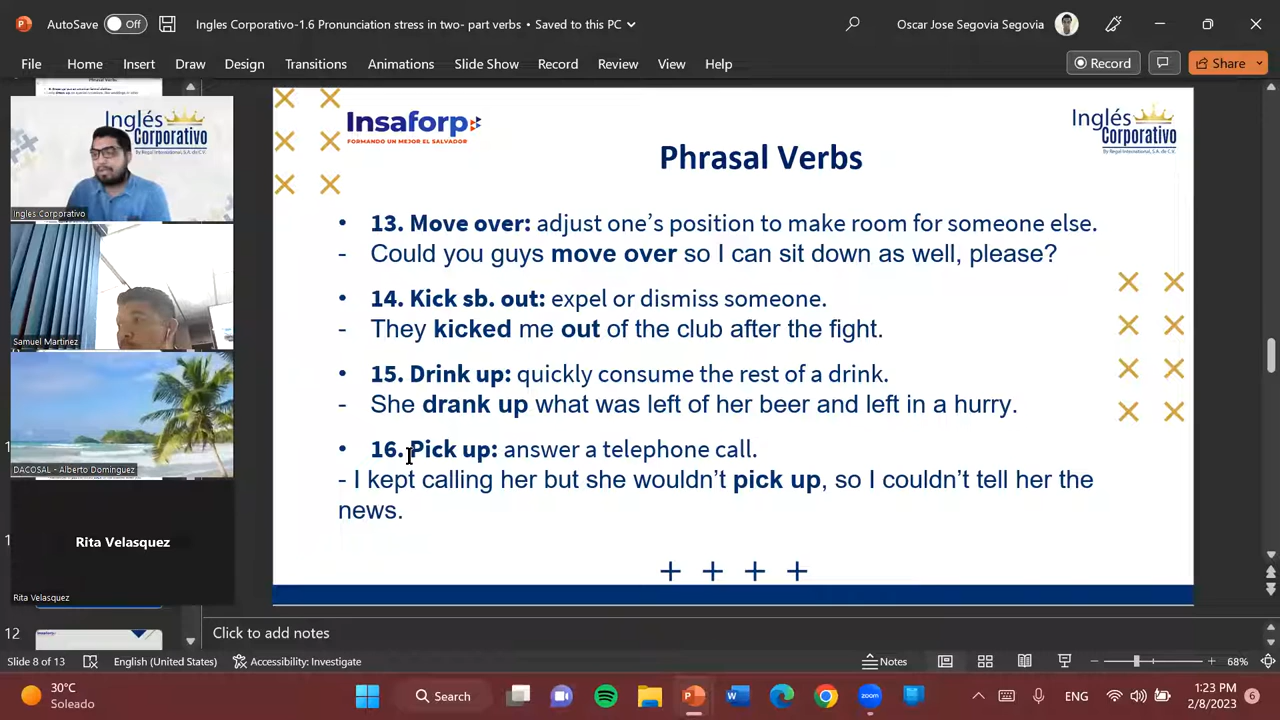 AutoSave Off Ingles Corporativo-1.6 Pronunciation stress in two- part verbs • Saved to this PC Oscar Jose Segovia Segovia
File Home Insert Draw Design Transitions Animations Slide Show Record Review View Help Record Share
Inglés Corporativo
Ingles Corporativo
Samuel Martinez
DACOSAL - Alberto Dominguez
Rita Velasquez
Rita Velasquez
12
Insaforp
FORMANDO UN MEJOR EL SALVADOR
Inglés Corporativo
By Regal International, S.A. de C.V.
Phrasal Verbs
• 13. Move over: adjust one's position to make room for someone else.
- Could you guys move over so I can sit down as well, please?
• 14. Kick sb. out: expel or dismiss someone.
- They kicked me out of the club after the fight.
• 15. Drink up: quickly consume the rest of a drink.
- She drank up what was left of her beer and left in a hurry.
• 16. Pick up: answer a telephone call.
- I kept calling her but she wouldn't pick up, so I couldn't tell her the
news.
Click to add notes
Slide 8 of 13 English (United States) Accessibility: Investigate Notes 68%
30°C
Soleado
Search
zoom
ENG
1:23 PM
2/8/2023
6